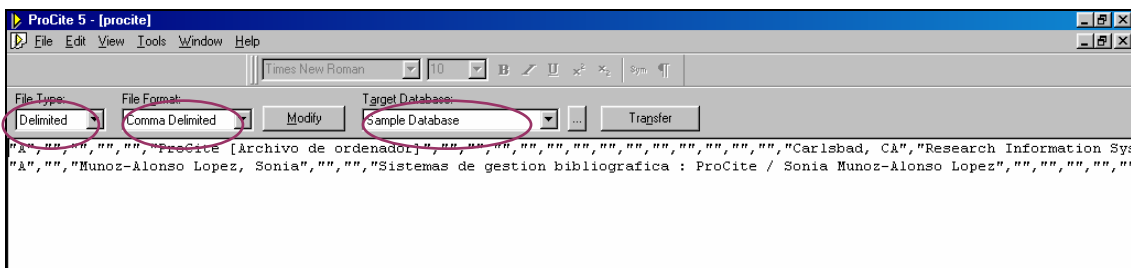 ProCite 5 - [procite]
File Edit View Tools Window Help
Times New Roman 10 B I U x² x₂ Sym ¶
File Type: File Format: Target Database:
Delimited Comma Delimited Modify Sample Database ... Transfer
"A","","","","","ProCite [Archivo de ordenador]","","","","","","","","","","","","","","Carlsbad, CA","Research Information Sys
"A","","Munoz-Alonso Lopez, Sonia","","","Sistemas de gestion bibliografica : ProCite / Sonia Munoz-Alonso Lopez","","","","","",""